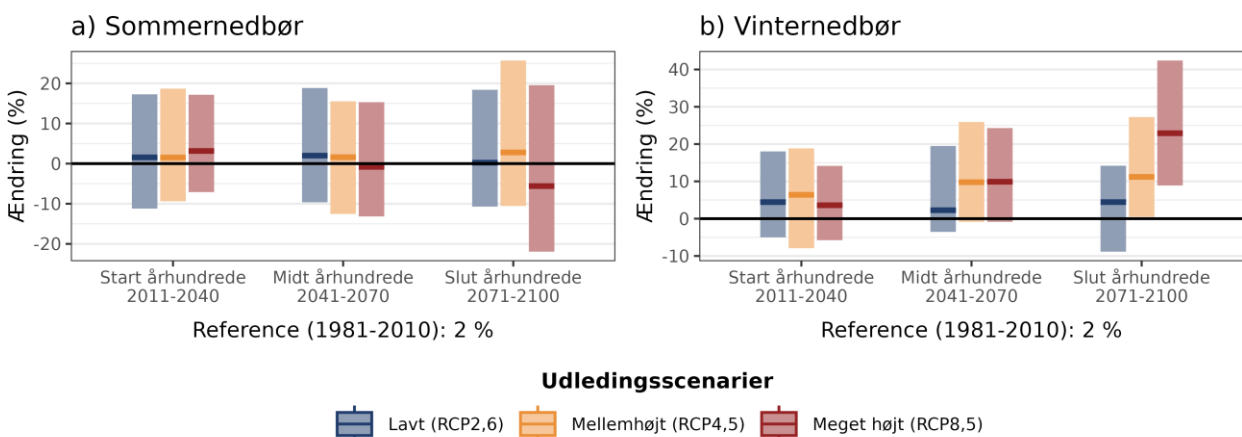 a) Sommernedbør
Ændring (%)
20
10
0
-10
-20
Start århundrede
2011-2040
Midt århundrede
2041-2070
Slut århundrede
2071-2100
Reference (1981-2010): 2 %
b) Vinternedbør
Ændring (%)
40
30
20
10
0
-10
Start århundrede
2011-2040
Midt århundrede
2041-2070
Slut århundrede
2071-2100
Reference (1981-2010): 2 %
Udledingsscenarier
Lavt (RCP2,6)
Mellemhøjt (RCP4,5)
Meget højt (RCP8,5)